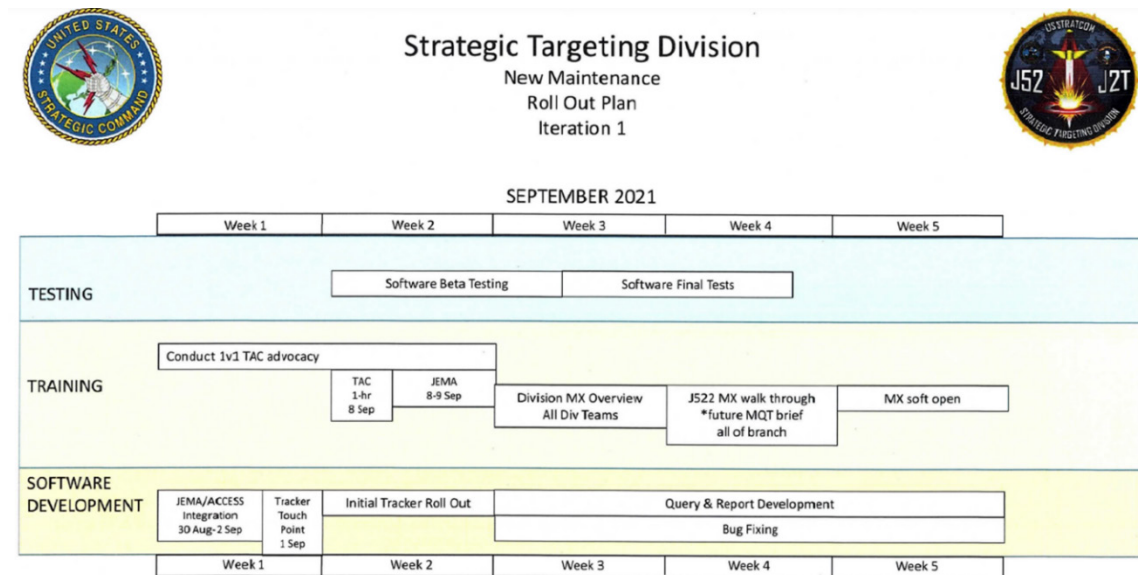 UNITED STATES
STRATEGIC COMMAND
Strategic Targeting Division
New Maintenance
Roll Out Plan
Iteration 1
USSTRATCOM
J52 J2T
STRATEGIC TARGETING DIVISION
SEPTEMBER 2021
Week 1 Week 2 Week 3 Week 4 Week 5
TESTING
Software Beta Testing
Software Final Tests
TRAINING
Conduct 1v1 TAC advocacy
TAC
1-hr
8 Sep
JEMA
8-9 Sep
Division MX Overview
All Div Teams
J522 MX walk through
*future MQT brief
all of branch
MX soft open
SOFTWARE
DEVELOPMENT
JEMA/ACCESS
Integration
30 Aug-2 Sep
Tracker
Touch
Point
1 Sep
Initial Tracker Roll Out
Query & Report Development
Bug Fixing
Week 1 Week 2 Week 3 Week 4 Week 5